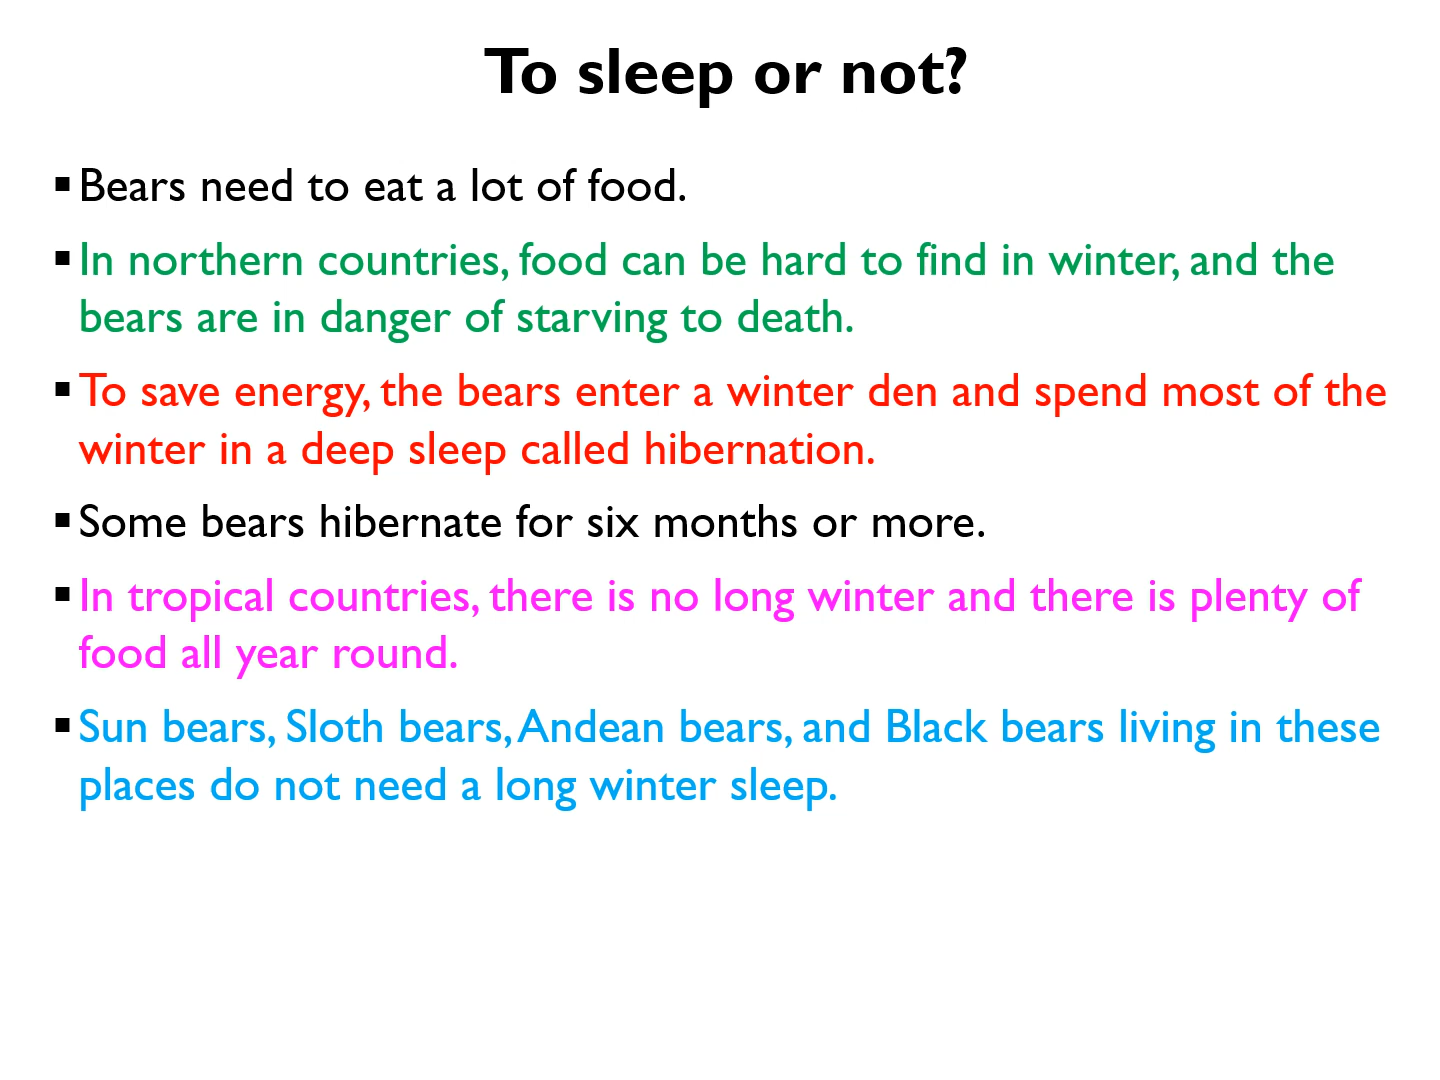 To sleep or not?
▪Bears need to eat a lot of food.
▪In northern countries, food can be hard to find in winter, and the
bears are in danger of starving to death.
▪To save energy, the bears enter a winter den and spend most of the
winter in a deep sleep called hibernation.
▪Some bears hibernate for six months or more.
▪In tropical countries, there is no long winter and there is plenty of
food all year round.
▪Sun bears, Sloth bears, Andean bears, and Black bears living in these
places do not need a long winter sleep.